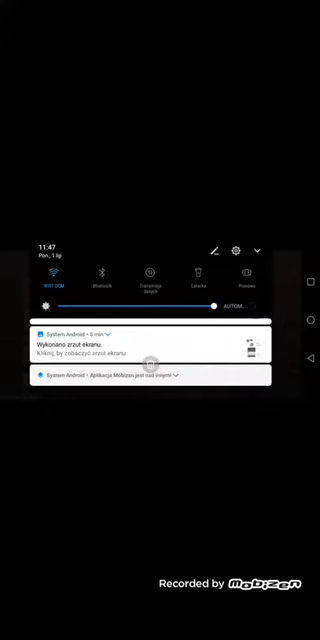 11:47
Pon., 1 lip
Bluetooth
Transmisja
danych
Latarka
Pionowo
AUTOM.
System Android • 5 min
Wykonano zrzut ekranu.
Kliknij, by zobaczyć zrzut ekranu.
System Android • Aplikacja Mobizen jest nad innymi
Recorded by mobizen